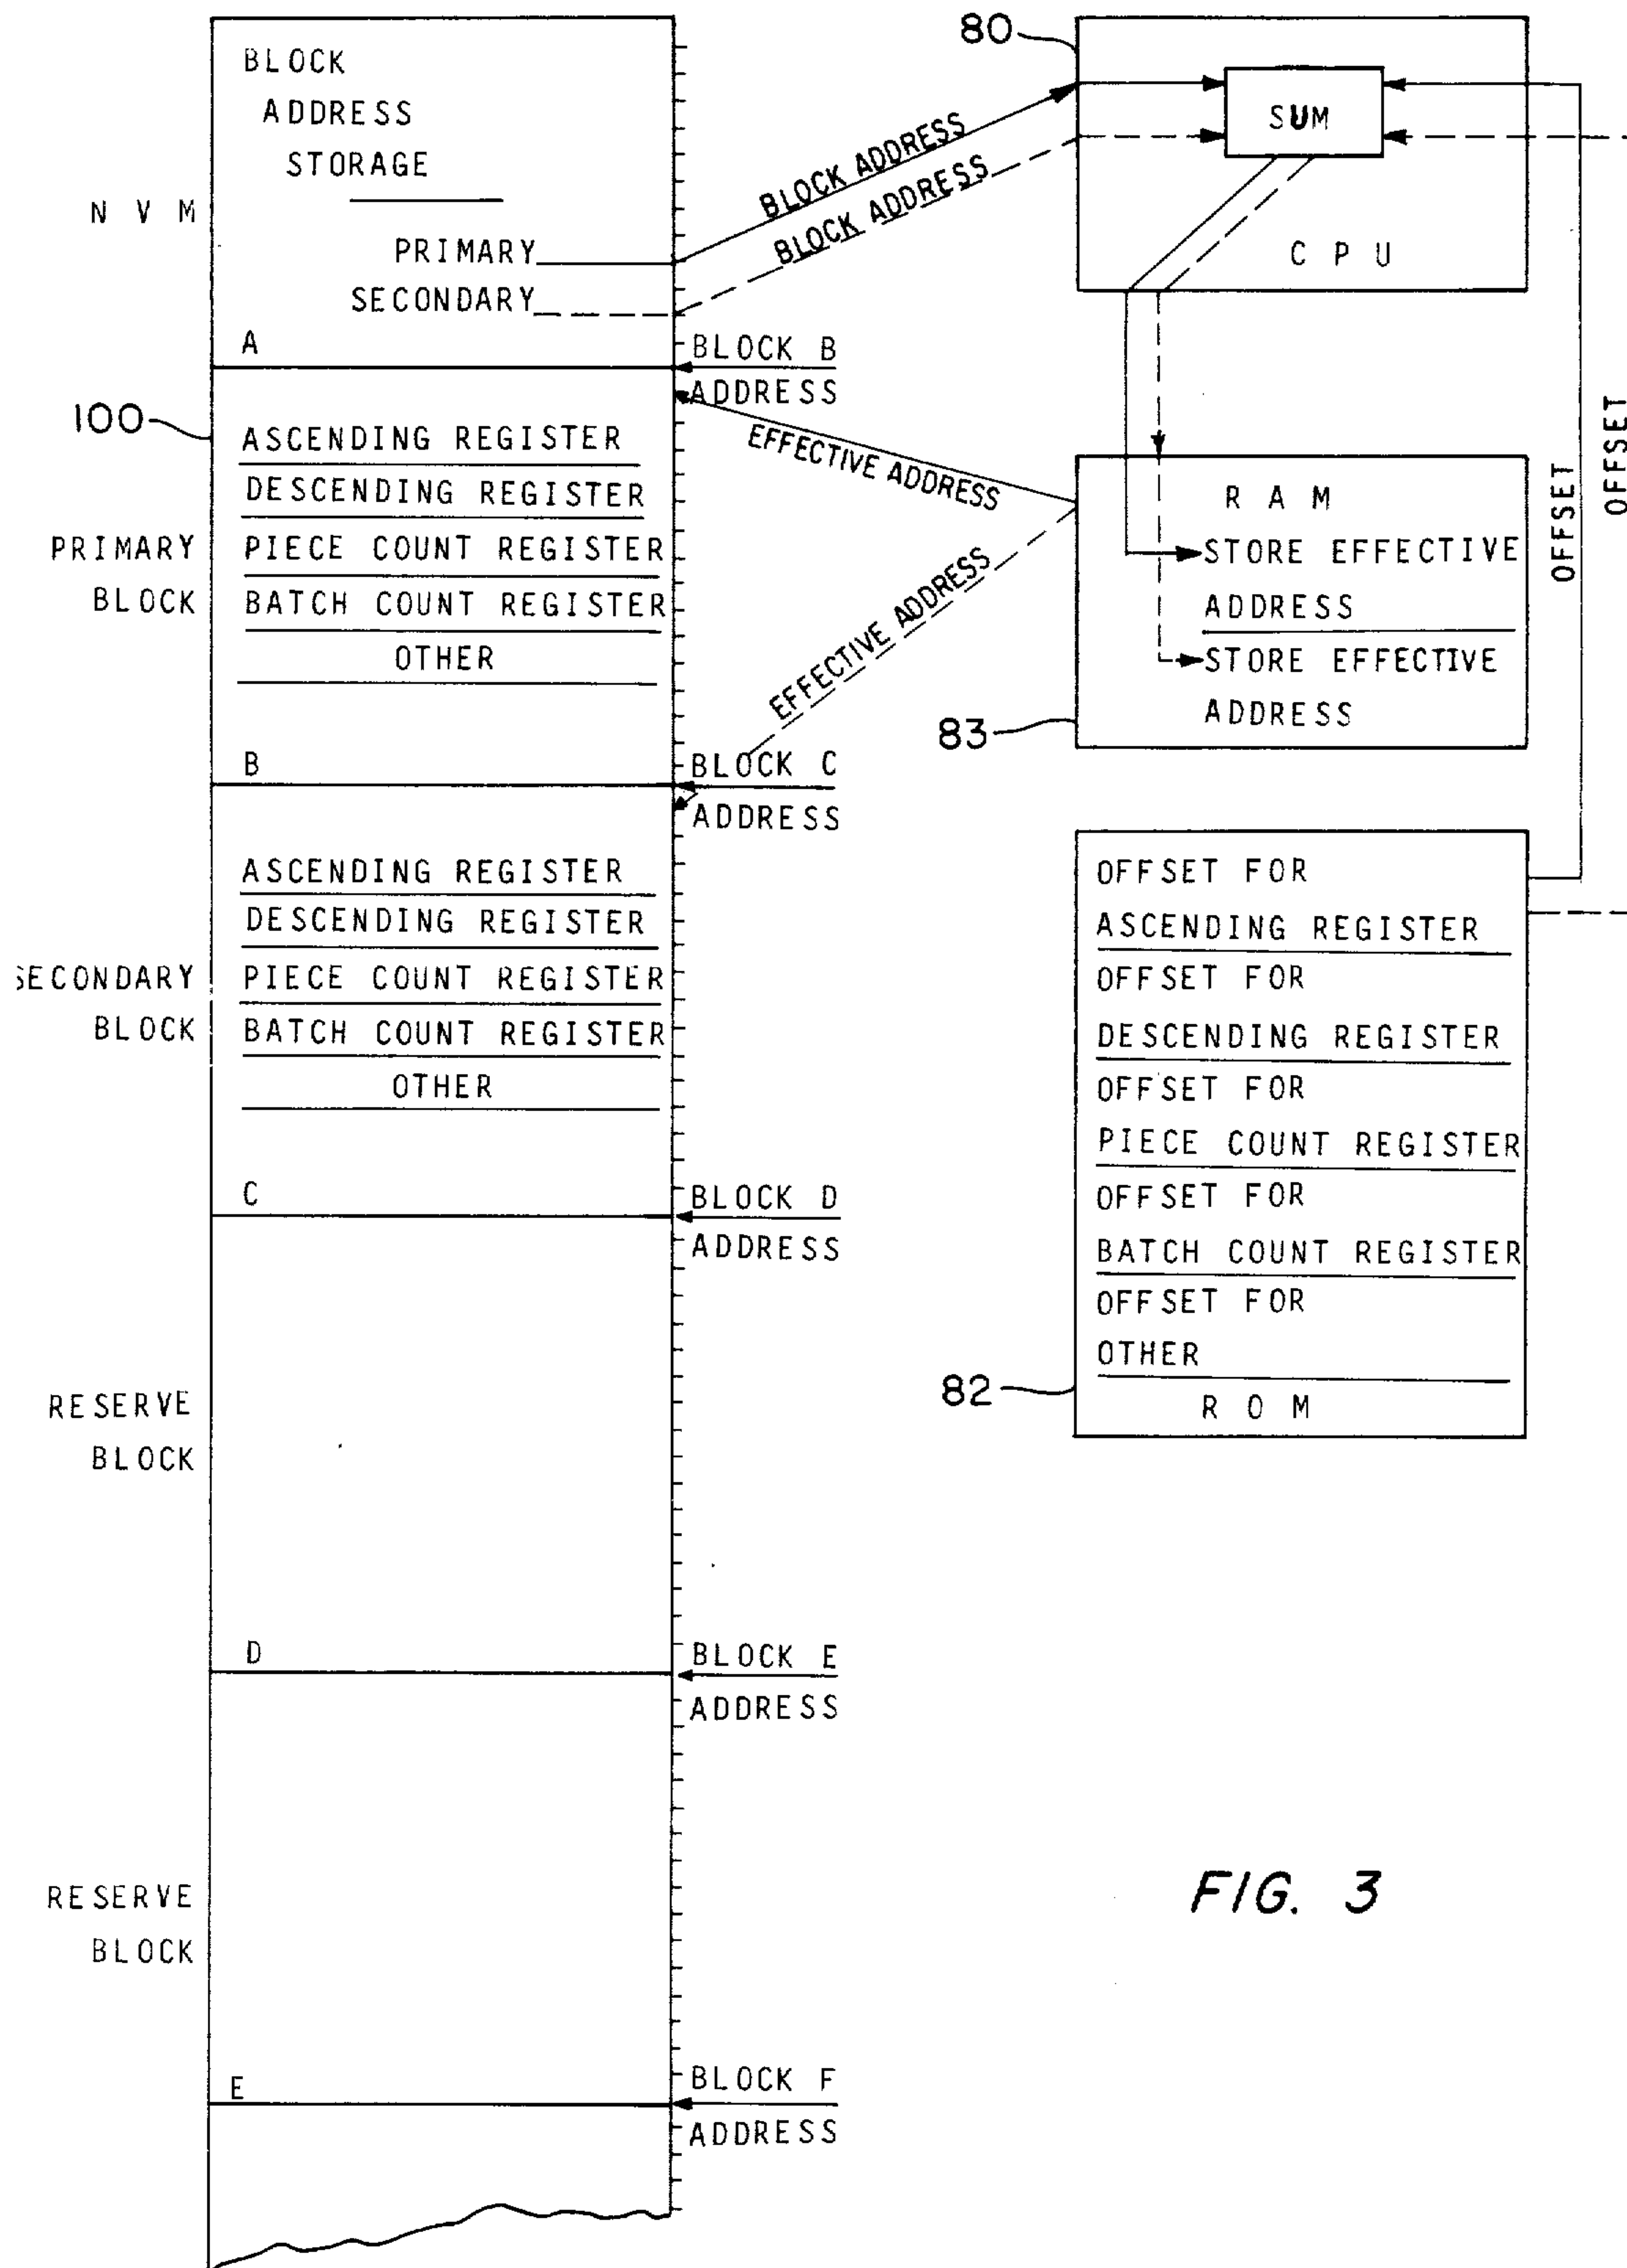 BLOCK
ADDRESS
STORAGE
N V M
PRIMARY
SECONDARY
A
BLOCK B
ADDRESS
100
ASCENDING REGISTER
DESCENDING REGISTER
PRIMARY
BLOCK
PIECE COUNT REGISTER
BATCH COUNT REGISTER
OTHER
B
BLOCK C
ADDRESS
ASCENDING REGISTER
DESCENDING REGISTER
SECONDARY
BLOCK
PIECE COUNT REGISTER
BATCH COUNT REGISTER
OTHER
C
BLOCK D
ADDRESS
RESERVE
BLOCK
D
BLOCK E
ADDRESS
RESERVE
BLOCK
E
BLOCK F
ADDRESS
BLOCK ADDRESS
BLOCK ADDRESS
80
SUM
C P U
EFFECTIVE ADDRESS
EFFECTIVE ADDRESS
R A M
STORE EFFECTIVE
ADDRESS
STORE EFFECTIVE
ADDRESS
83
OFFSET
OFFSET
OFFSET FOR
ASCENDING REGISTER
OFFSET FOR
DESCENDING REGISTER
OFFSET FOR
PIECE COUNT REGISTER
OFFSET FOR
BATCH COUNT REGISTER
OFFSET FOR
OTHER
R O M
82
FIG. 3